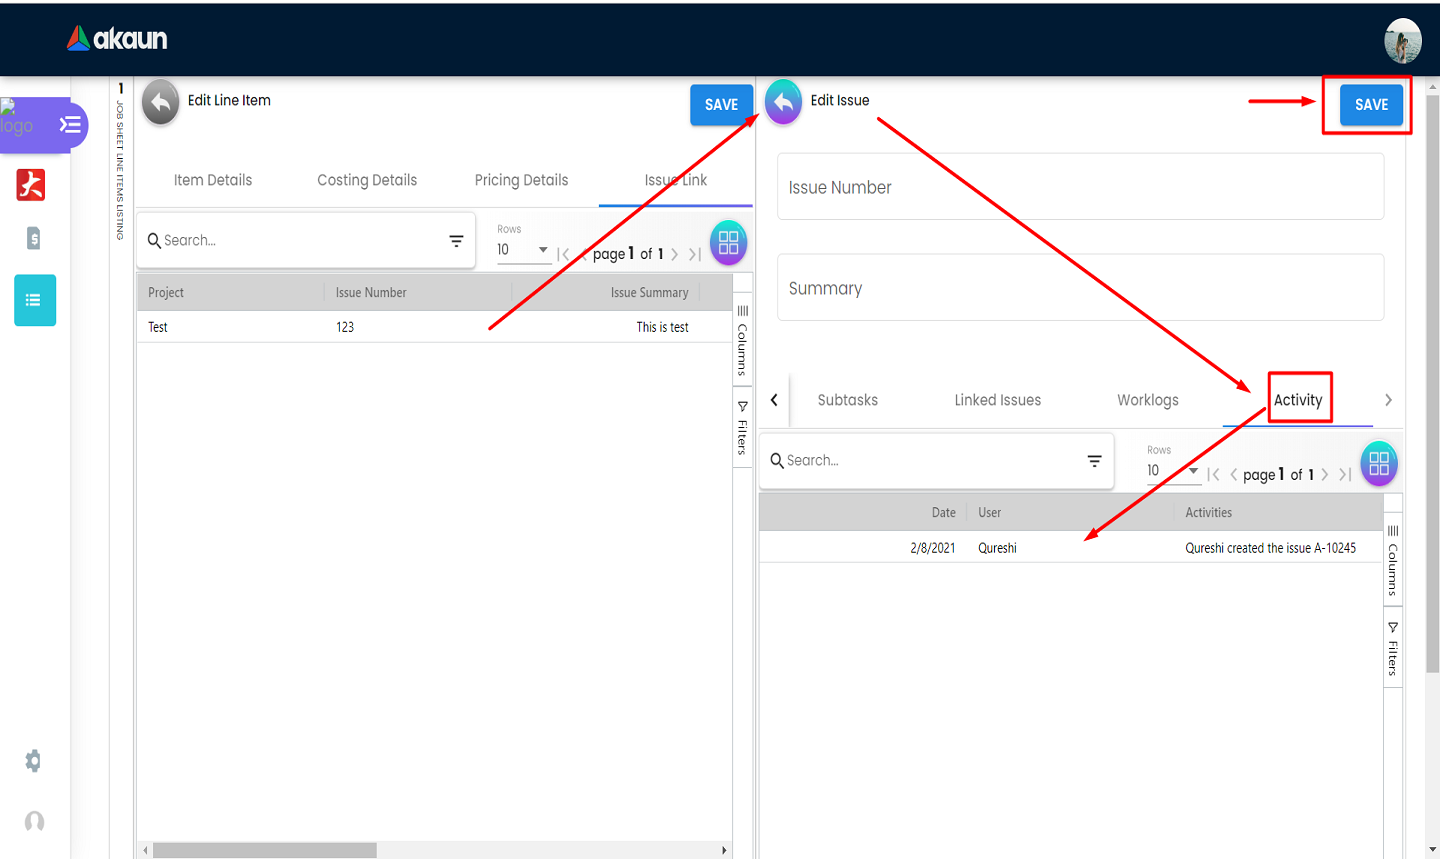 akaun
logo
1
JOB SHEET LINE ITEMS LISTING
Edit Line Item
SAVE
Item Details
Costing Details
Pricing Details
Issue Link
Search...
Rows
10
page 1 of 1
Project
Issue Number
Issue Summary
Test
123
This is test
Columns
Filters
Edit Issue
SAVE
Issue Number
Summary
Subtasks
Linked Issues
Worklogs
Activity
Search...
Rows
10
page 1 of 1
Date
User
Activities
2/8/2021
Qureshi
Qureshi created the issue A-10245
Columns
Filters